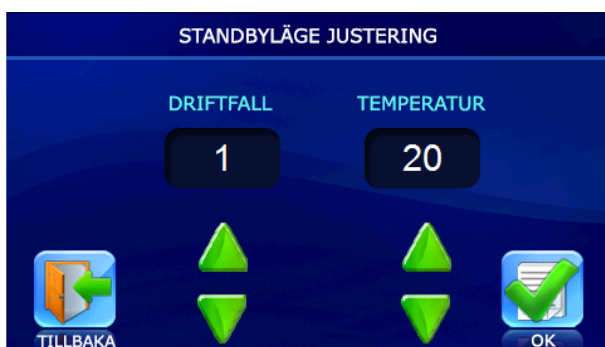 STANDBYLÄGE JUSTERING
DRIFTFALL TEMPERATUR
1 20
TILLBAKA OK